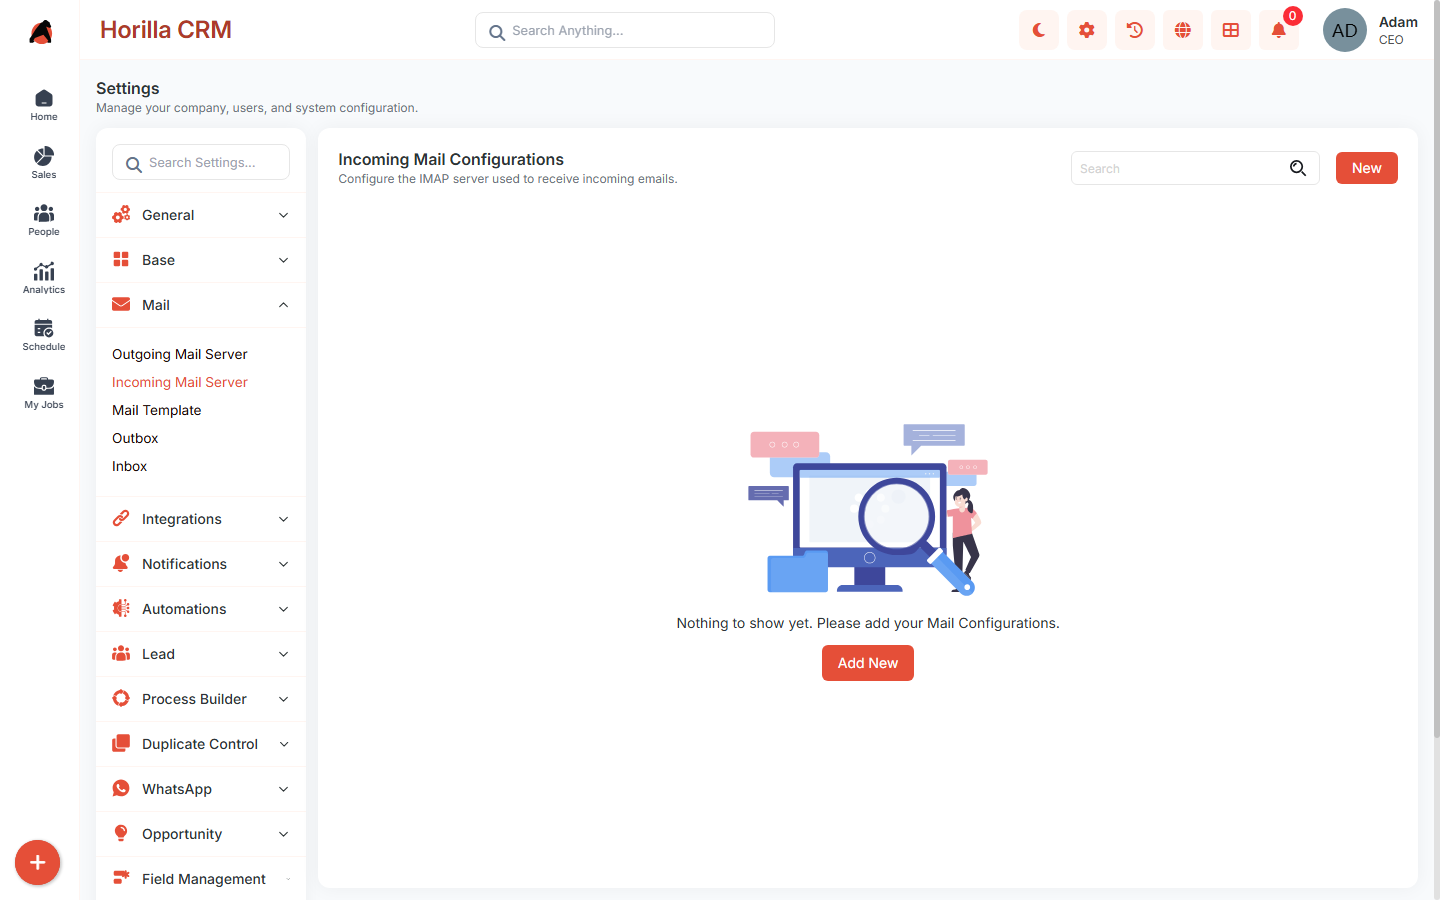 Horilla CRM
Search Anything...
0
AD
Adam
CEO
Home
Sales
People
Analytics
Schedule
My Jobs
Settings
Manage your company, users, and system configuration.
Search Settings...
General
Base
Mail
Outgoing Mail Server
Incoming Mail Server
Mail Template
Outbox
Inbox
Integrations
Notifications
Automations
Lead
Process Builder
Duplicate Control
WhatsApp
Opportunity
Field Management
Incoming Mail Configurations
Configure the IMAP server used to receive incoming emails.
Search
New
Nothing to show yet. Please add your Mail Configurations.
Add New